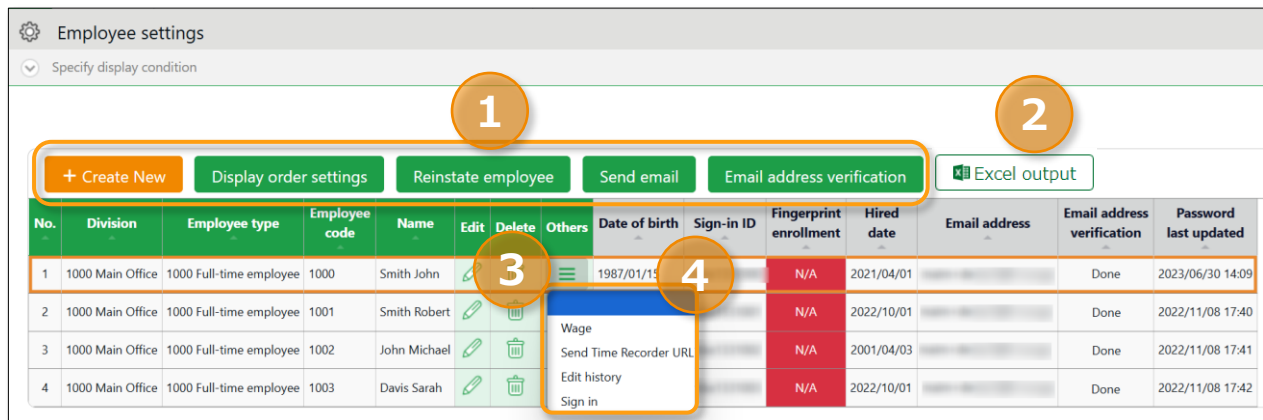 Employee settings
Specify display condition
1
2
+ Create New Display order settings Reinstate employee Send email Email address verification Excel output
No. Division Employee type Employee code Name Edit Delete Others Date of birth Sign-in ID Fingerprint enrollment Hired date Email address Email address verification Password last updated
1 1000 Main Office 1000 Full-time employee 1000 Smith John 1987/01/15 N/A 2021/04/01 Done 2023/06/30 14:09
3
4
2 1000 Main Office 1000 Full-time employee 1001 Smith Robert N/A 2022/10/01 Done 2022/11/08 17:40
Wage
3 1000 Main Office 1000 Full-time employee 1002 John Michael Send Time Recorder URL N/A 2001/04/03 Done 2022/11/08 17:41
Edit history
4 1000 Main Office 1000 Full-time employee 1003 Davis Sarah N/A 2022/10/01 Done 2022/11/08 17:42
Sign in